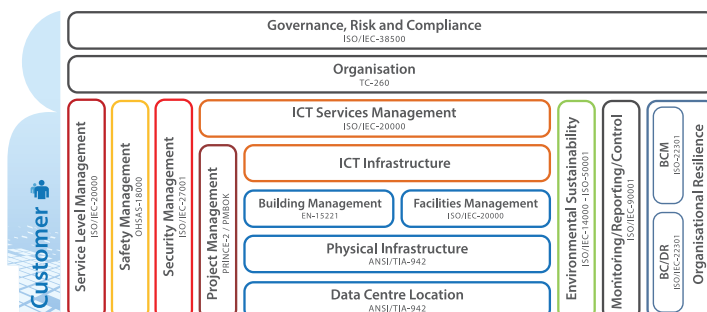 Governance, Risk and Compliance
ISO/IEC-38500
Organisation
TC-260
Customer
Service Level Management
ISO/IEC-20000
Safety Management
OHSAS-18000
Security Management
ISO/IEC-27001
ICT Services Management
ISO/IEC-20000
Project Management
PRINCE-2 / PMBOK
ICT Infrastructure
Building Management
EN-15221
Facilities Management
ISO/IEC-20000
Physical Infrastructure
ANSI/TIA-942
Data Centre Location
ANSI/TIA-942
Environmental Sustainability
ISO/IEC-14000 -ISO-50001
Monitoring/Reporting/Control
ISO/IEC-90001
BCM
ISO-22301
BC/DR
ISO/IEC-22301
Organisational Resilience